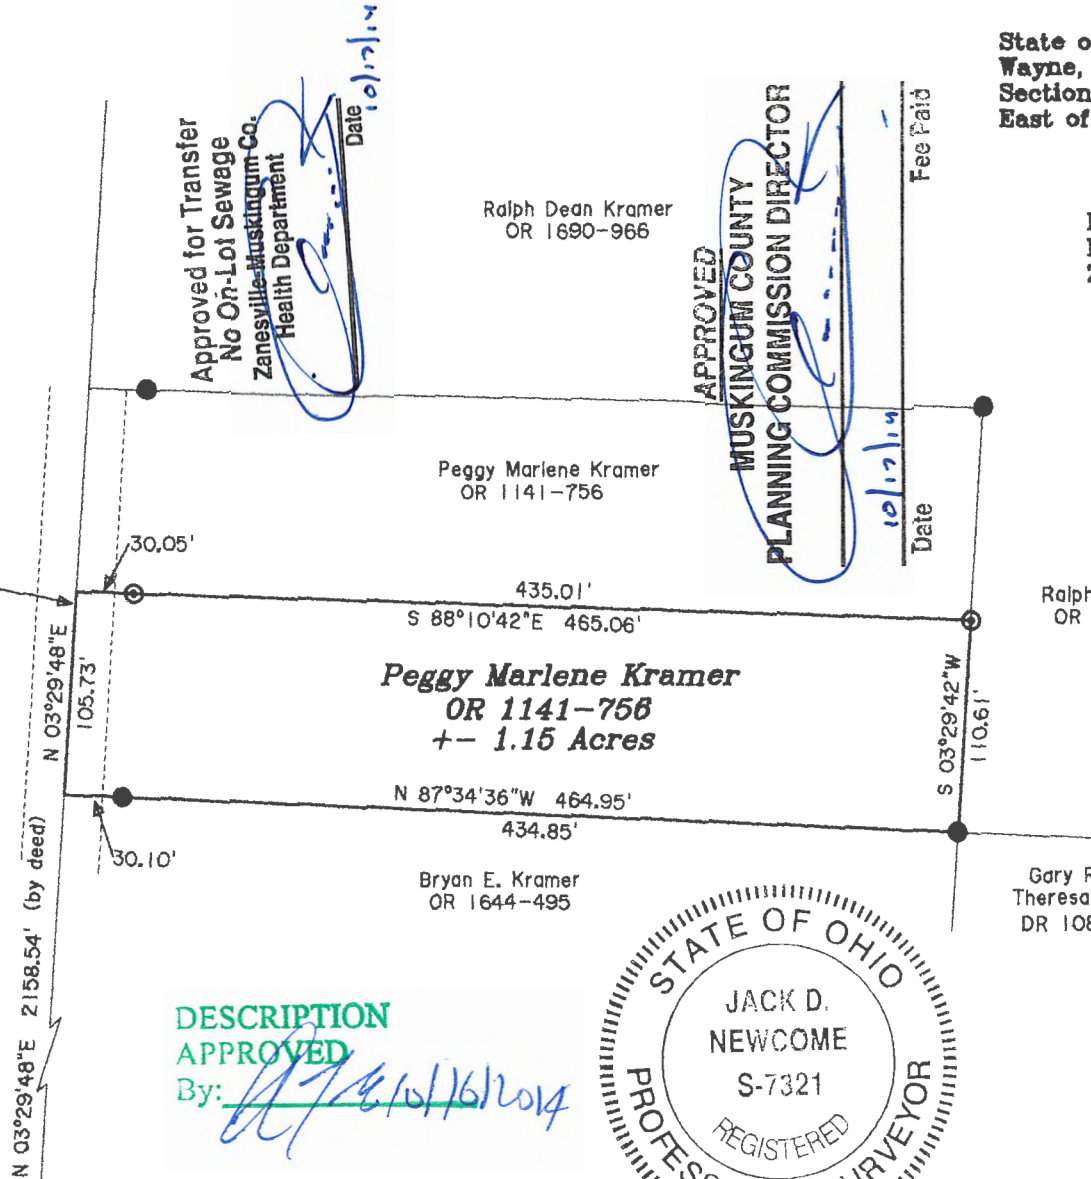 State o
Wayne,
Section
East of
Approved for Transfer
No On-Lot Sewage
Zanesville-Muskingum Co.
Health Department
Date
10/17/14
Ralph Dean Kramer
OR 1690-966
APPROVED
MUSKINGUM COUNTY
PLANNING COMMISSION DIRECTOR
10/17/14
Date
Fee Paid
Peggy Marlene Kramer
OR 1141-756
30.05'
435.01'
S 88°10'42"E 465.06'
Ralph
OR
N 03°29'48"E
105.73'
Peggy Marlene Kramer
OR 1141-756
+- 1.15 Acres
S 03°29'42"W
110.61'
N 87°34'36"W 464.95'
434.85'
30.10'
Bryan E. Kramer
OR 1644-495
Gary R
Theresa
DR 108
N 03°29'48"E 2158.54' (by deed)
DESCRIPTION
APPROVED
By:
10/16/2014
STATE OF OHIO
JACK D.
NEWCOME
S-7321
REGISTERED
PROFESS
RVEYOR